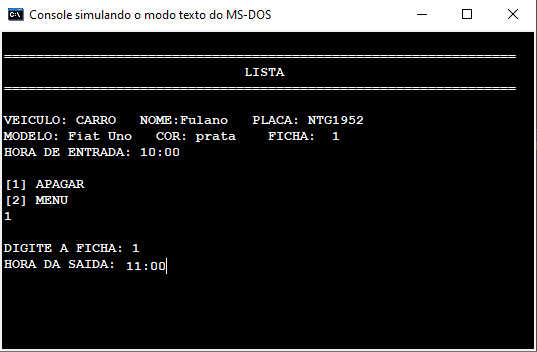 Console simulando o modo texto do MS-DOS
================================================================
LISTA
================================================================
VEICULO: CARRO   NOME:Fulano   PLACA: NTG1952
MODELO: Fiat Uno   COR: prata    FICHA:  1
HORA DE ENTRADA: 10:00
[1] APAGAR
[2] MENU
1
DIGITE A FICHA: 1
HORA DA SAIDA: 11:00